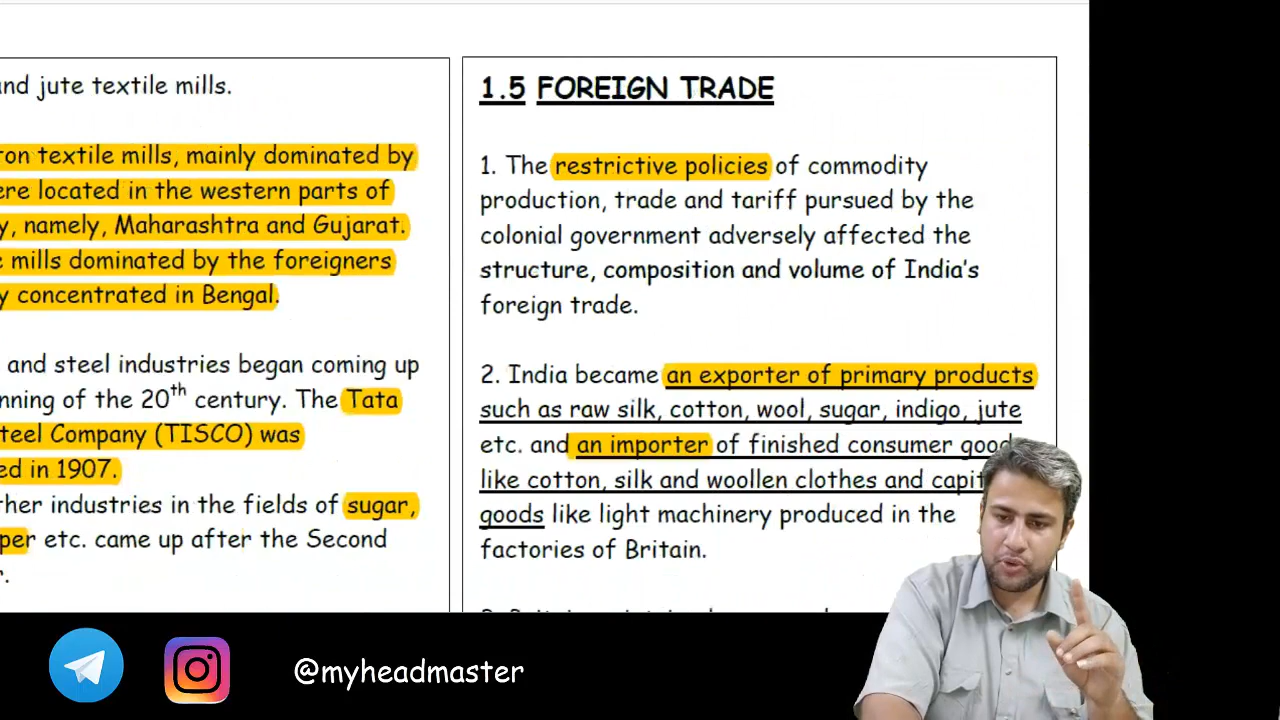 and jute textile mills.
ton textile mills, mainly dominated by
ere located in the western parts of
y, namely, Maharashtra and Gujarat.
e mills dominated by the foreigners
y concentrated in Bengal.
and steel industries began coming up
nning of the 20th century. The Tata
teel Company (TISCO) was
ed in 1907.
ther industries in the fields of sugar,
per etc. came up after the Second
r.
1.5 FOREIGN TRADE
1. The restrictive policies of commodity
production, trade and tariff pursued by the
colonial government adversely affected the
structure, composition and volume of India's
foreign trade.
2. India became an exporter of primary products
such as raw silk, cotton, wool, sugar, indigo, jute
etc. and an importer of finished consumer goo
like cotton, silk and woollen clothes and capit
goods like light machinery produced in the
factories of Britain.
@myheadmaster